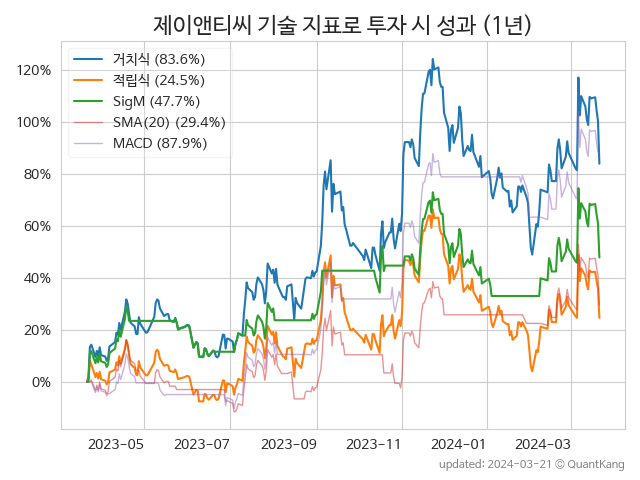 제이앤티씨 기술 지표로 투자 시 성과 (1년)
거치식 (83.6%)
적립식 (24.5%)
SigM (47.7%)
SMA(20) (29.4%)
MACD (87.9%)
120%
100%
80%
60%
40%
20%
0%
2023-05 2023-07 2023-09 2023-11 2024-01 2024-03
updated: 2024-03-21 © QuantKang